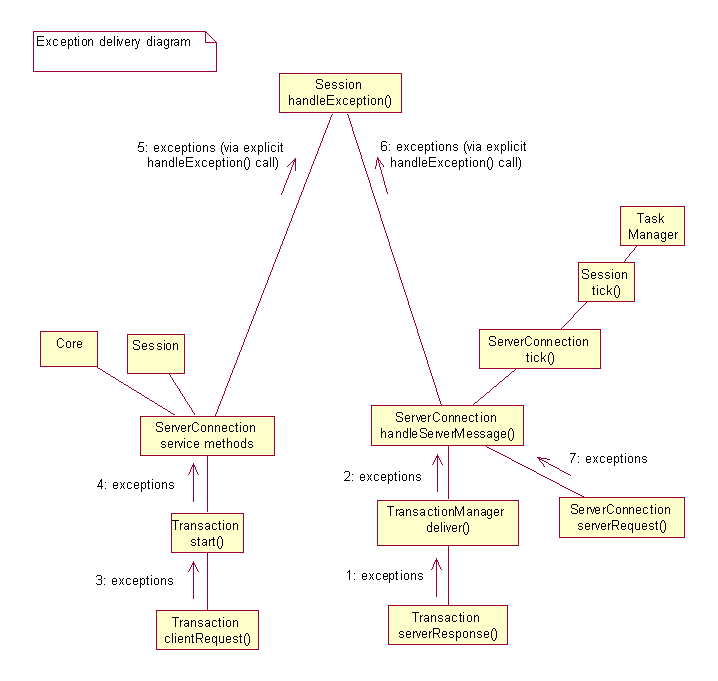 Exception delivery diagram
Session
handleException()
5: exceptions (via explicit
handleException() call)
6: exceptions (via explicit
handleException() call)
Task
Manager
Session
tick()
ServerConnection
tick()
Core
Session
ServerConnection
service methods
ServerConnection
handleServerMessage()
4: exceptions
2: exceptions
7: exceptions
Transaction
start()
TransactionManager
deliver()
ServerConnection
serverRequest()
3: exceptions
1: exceptions
Transaction
clientRequest()
Transaction
serverResponse()